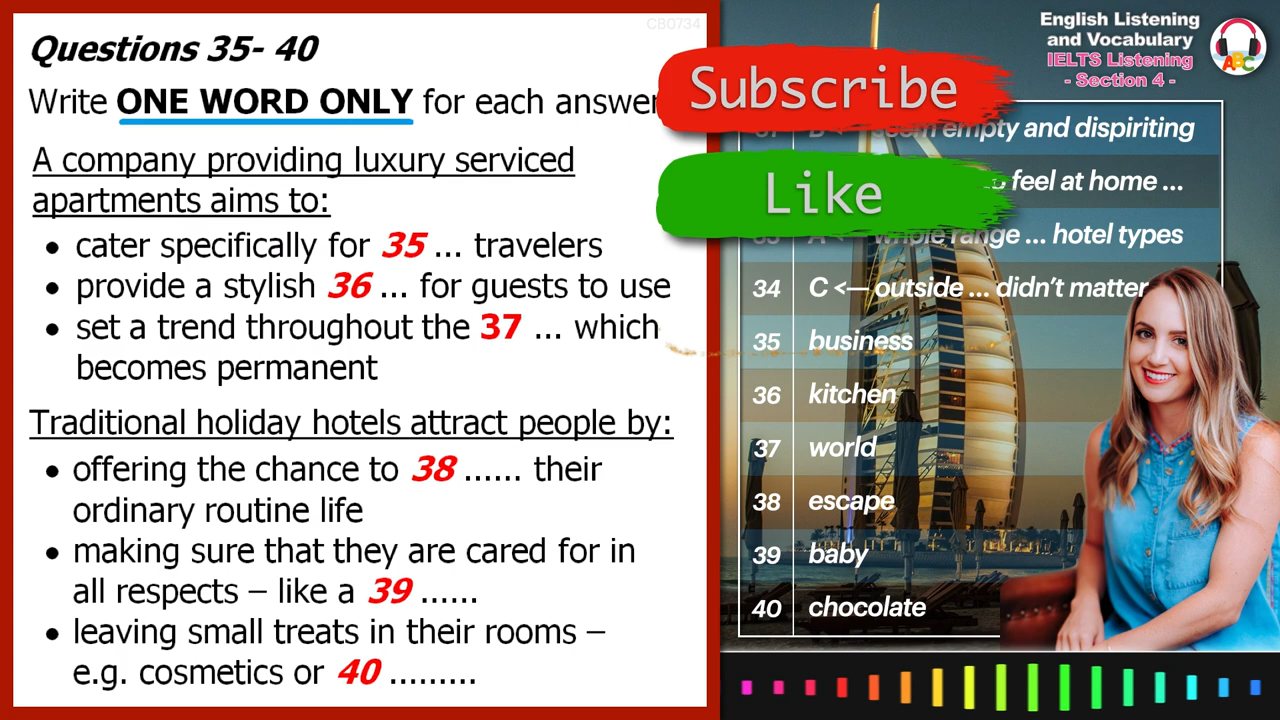 CB0734
Questions 35- 40
Write ONE WORD ONLY for each answer
A company providing luxury serviced
apartments aims to:
• cater specifically for 35 ... travelers
• provide a stylish 36 ... for guests to use
• set a trend throughout the 37 ... which
becomes permanent
Traditional holiday hotels attract people by:
• offering the chance to 38 ...... their
ordinary routine life
• making sure that they are cared for in
all respects – like a 39 ......
• leaving small treats in their rooms –
e.g. cosmetics or 40 .........
Subscribe
Like
English Listening
and Vocabulary
IELTS Listening
- Section 4 -
ABC
empty and dispiriting
feel at home ...
range ... hotel types
34 C <— outside ... didn't matter
35 business
36 kitchen
37 world
38 escape
39 baby
40 chocolate